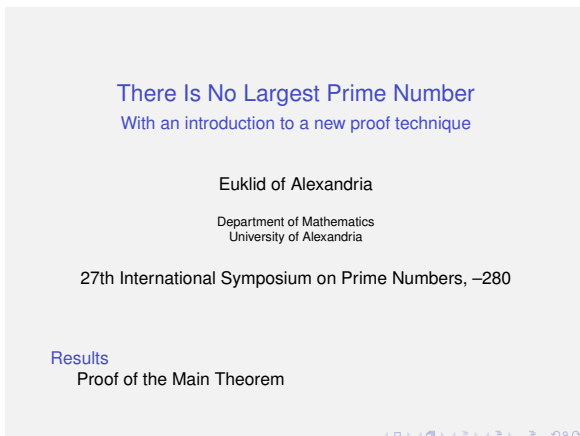 There Is No Largest Prime Number
With an introduction to a new proof technique
Euklid of Alexandria
Department of Mathematics
University of Alexandria
27th International Symposium on Prime Numbers, –280
Results
Proof of the Main Theorem